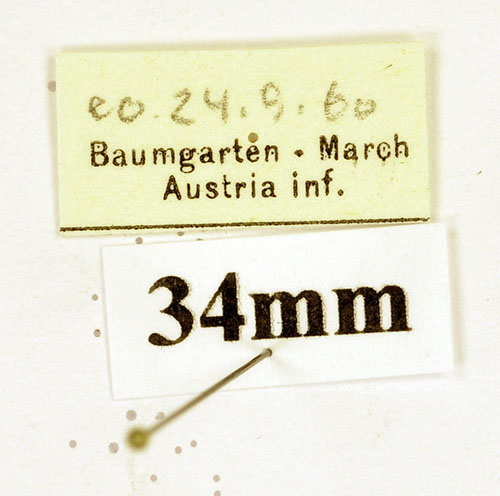 eo. 24.9.60
Baumgarten - March
Austria inf.
34mm